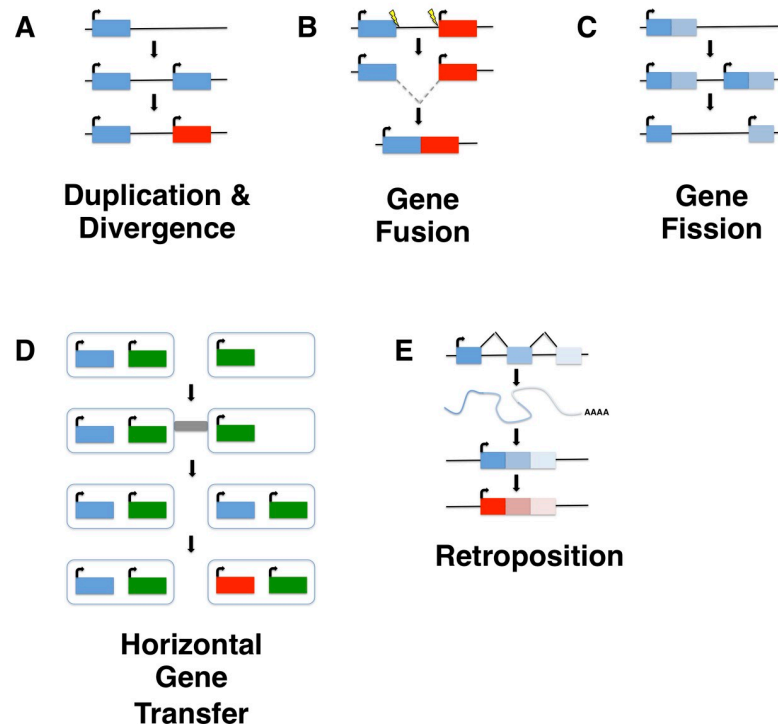 A
Duplication &
Divergence
B
Gene
Fusion
C
Gene
Fission
D
Horizontal
Gene
Transfer
E
AAAA
Retroposition